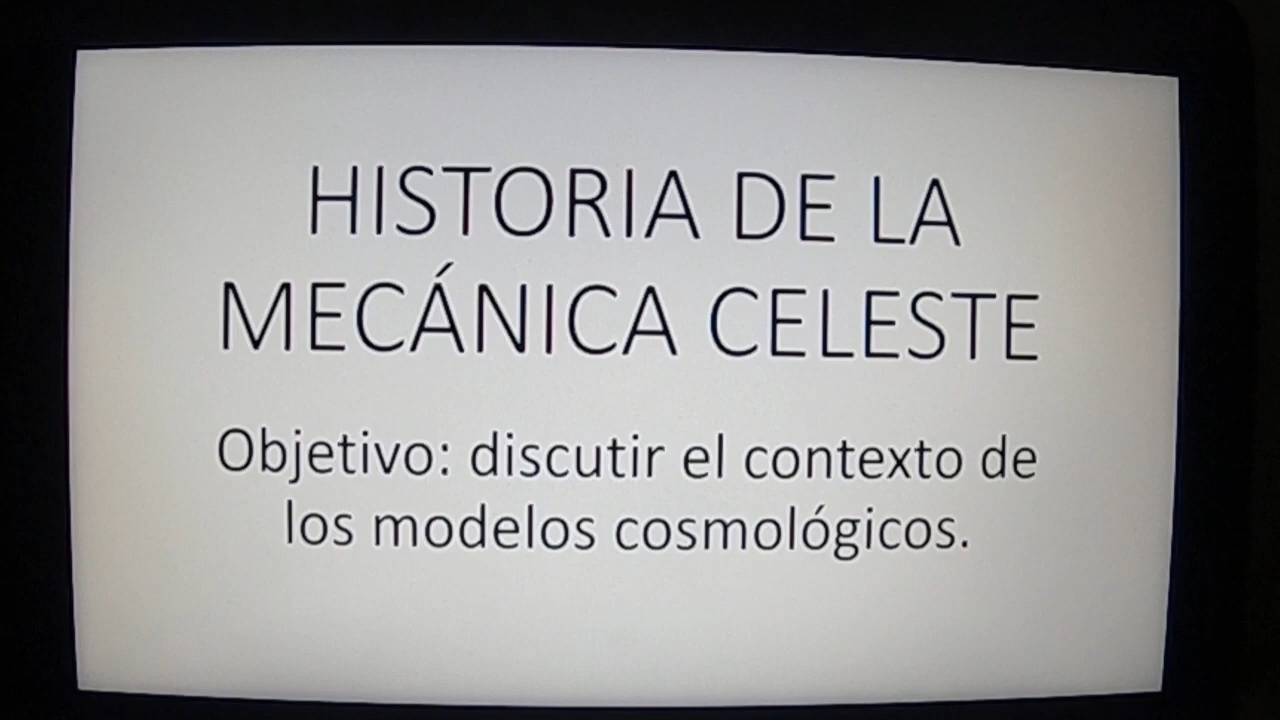 HISTORIA DE LA
MECÁNICA CELESTE
Objetivo: discutir el contexto de
los modelos cosmológicos.